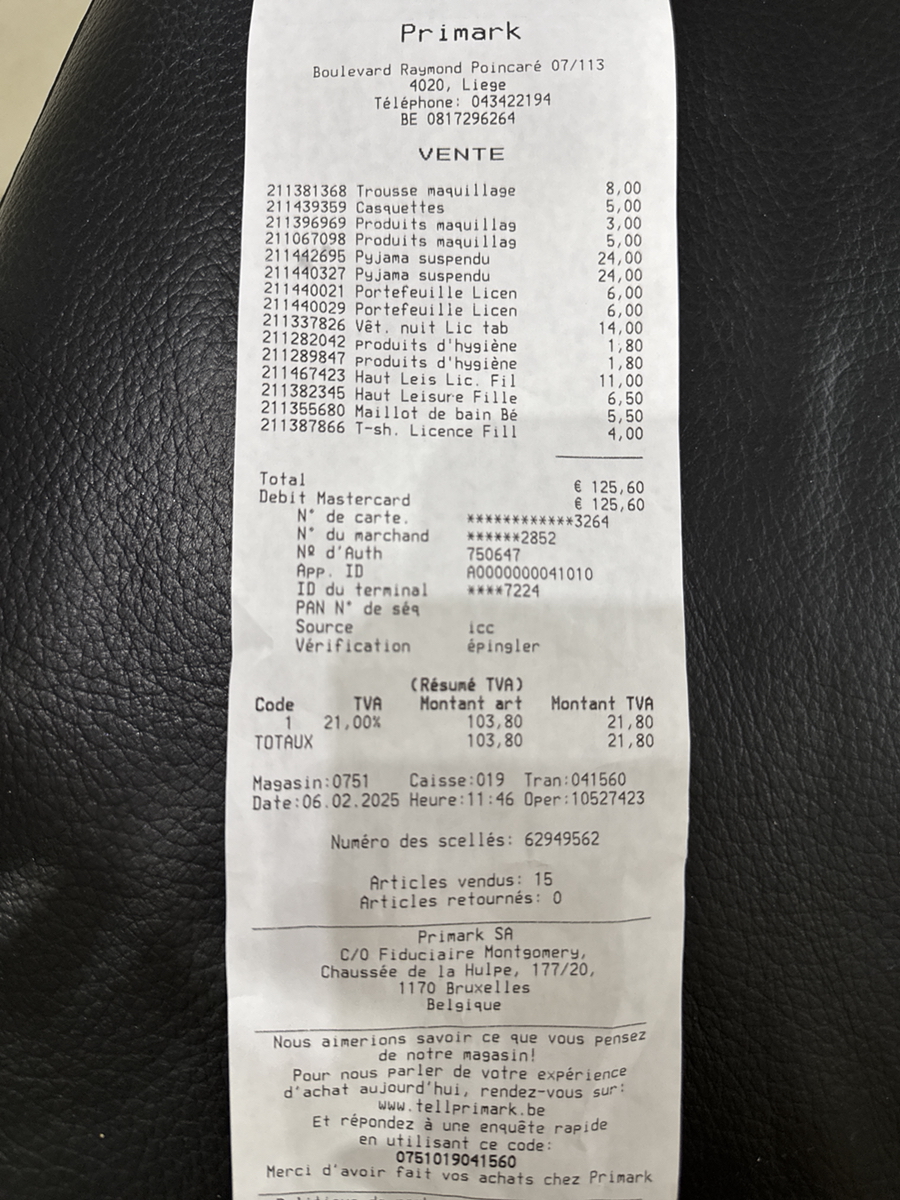 Primark
Boulevard Raymond Poincaré 07/113
4020, Liege
Téléphone: 043422194
BE 0817296264
VENTE
211381368 Trousse maquillage 8,00
211439359 Casquettes 5,00
211396969 Produits maquillag 3,00
211067098 Produits maquillag 5,00
211442695 Pyjama suspendu 24,00
211440327 Pyjama suspendu 24,00
211440021 Portefeuille Licen 6,00
211440029 Portefeuille Licen 6,00
211337826 Vêt. nuit Lic tab 14,00
211282042 produits d'hygiène 1,80
211289847 produits d'hygiène 1,80
211467423 Haut Leis Lic. Fil 11,00
211382345 Haut Leisure Fille 6,50
211355680 Maillot de bain Bé 5,50
211387866 T-sh. Licence Fill 4,00
Total € 125,60
Debit Mastercard € 125,60
N° de carte. ************3264
N° du marchand ******2852
Nº d'Auth 750647
App. ID A0000000041010
ID du terminal ****7224
PAN N° de séq
Source icc
Vérification épingler
(Résumé TVA)
Code TVA Montant art Montant TVA
1 21,00% 103,80 21,80
TOTAUX 103,80 21,80
Magasin:0751 Caisse:019 Tran:041560
Date:06.02.2025 Heure:11:46 Oper:10527423
Numéro des scellés: 62949562
Articles vendus: 15
Articles retournés: 0
Primark SA
C/O Fiduciaire Montgomery,
Chaussée de la Hulpe, 177/20,
1170 Bruxelles
Belgique
Nous aimerions savoir ce que vous pensez
de notre magasin!
Pour nous parler de votre expérience
d'achat aujourd'hui, rendez-vous sur:
www.tellprimark.be
Et répondez à une enquête rapide
en utilisant ce code:
0751019041560
Merci d'avoir fait vos achats chez Primark